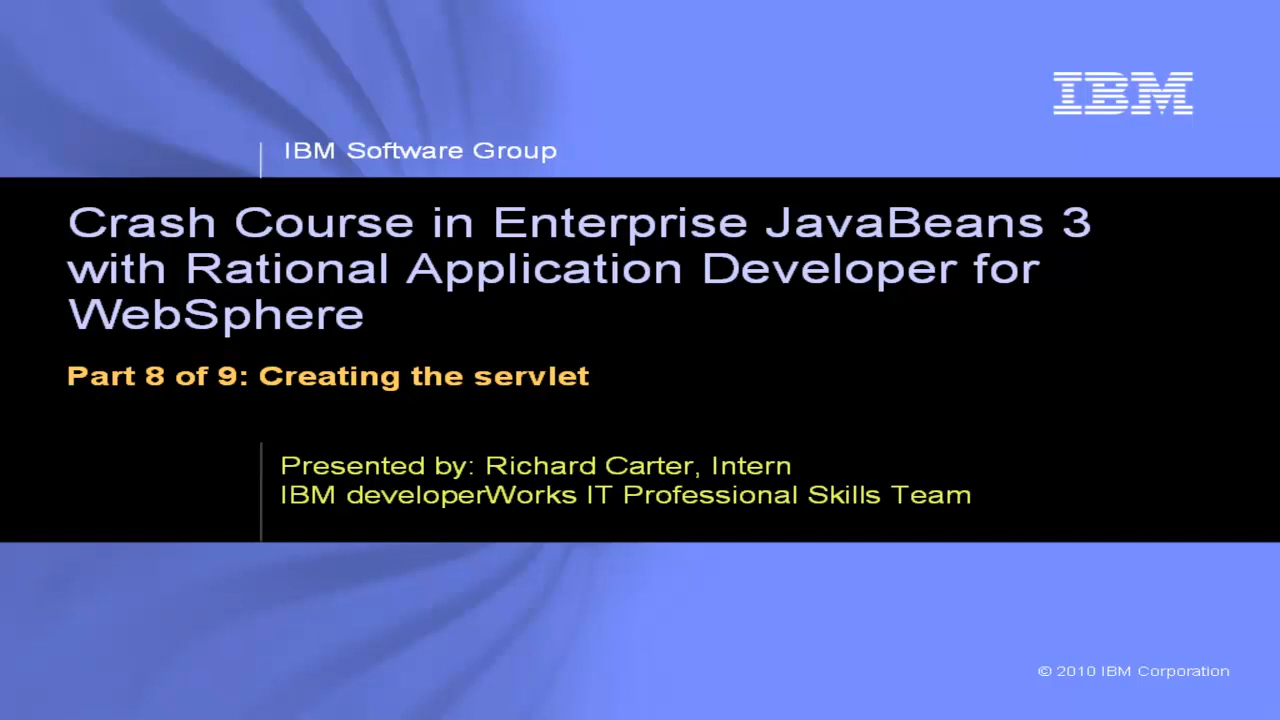 IBM
IBM Software Group
Crash Course in Enterprise JavaBeans 3
with Rational Application Developer for
WebSphere
Part 8 of 9: Creating the servlet
Presented by: Richard Carter, Intern
IBM developerWorks IT Professional Skills Team
© 2010 IBM Corporation